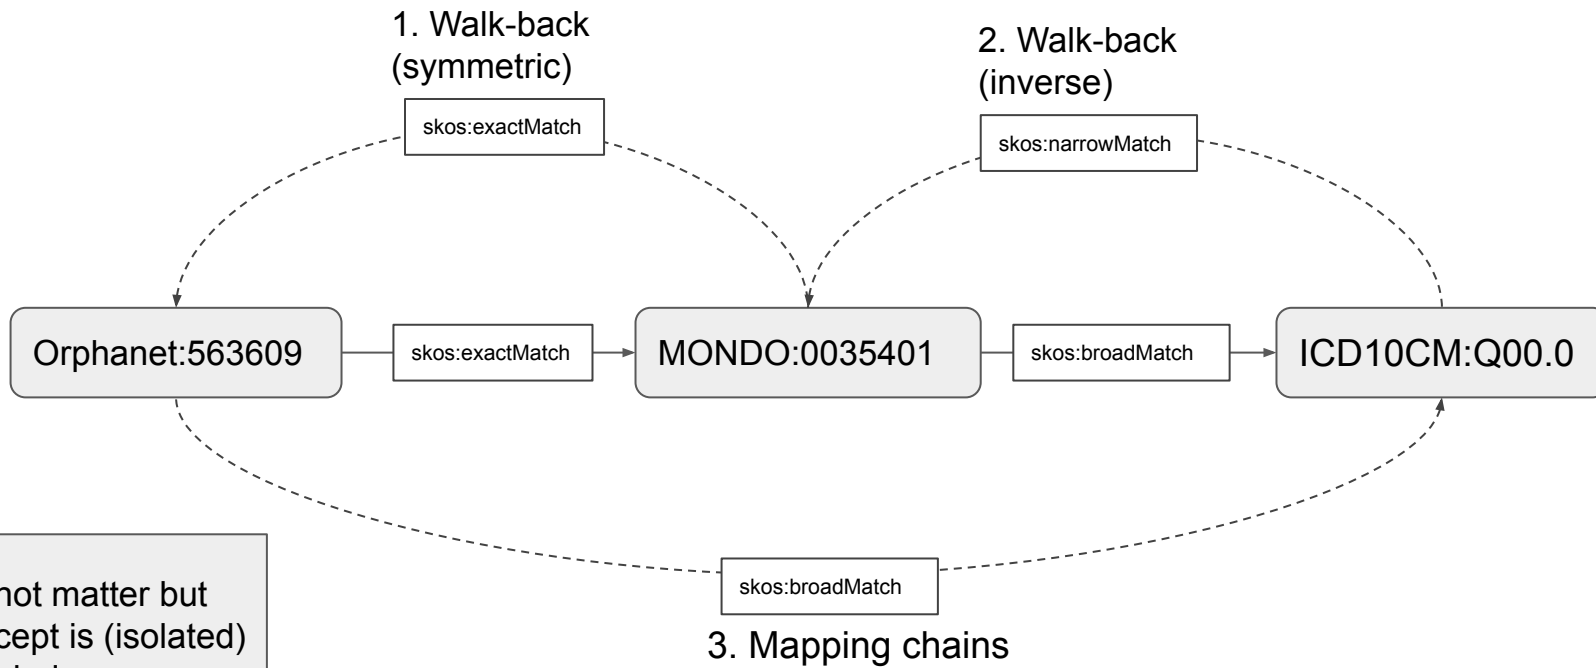 1. Walk-back
(symmetric)
2. Walk-back
(inverse)
skos:exactMatch
skos:narrowMatch
Orphanet:563609
skos:exactMatch
MONDO:0035401
skos:broadMatch
ICD10CM:Q00.0
not matter but
cept is (isolated)
skos:broadMatch
3. Mapping chains